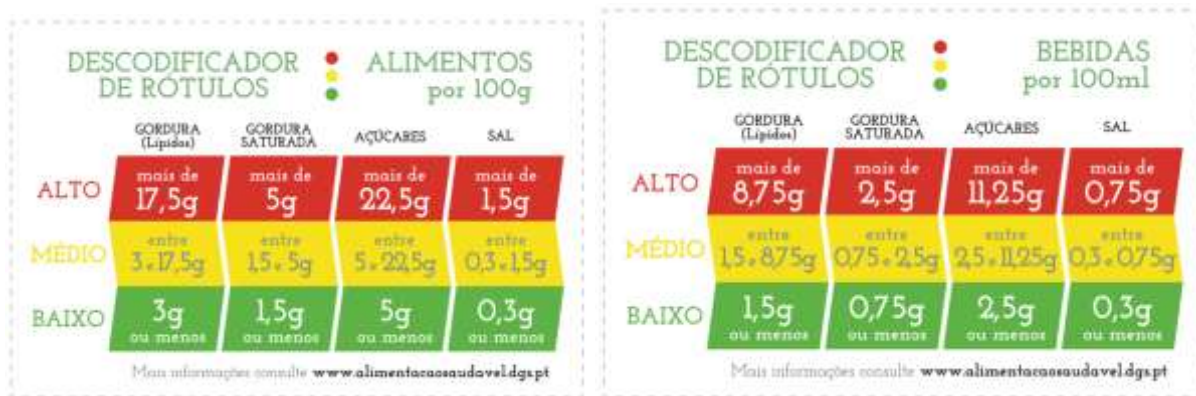 DESCODIFICADOR
DE RÓTULOS
ALIMENTOS
por 100g
GORDURA
(Lípidos)
GORDURA
SATURADA
AÇÚCARES
SAL
ALTO
mais de
17,5g
mais de
5g
mais de
22,5g
mais de
1,5g
MÉDIO
entre
3 e 17,5g
entre
1,5 e 5g
entre
5 e 22,5g
entre
0,3 e 1,5g
BAIXO
3g
ou menos
1,5g
ou menos
5g
ou menos
0,3g
ou menos
Mais informações consulte www.alimentacaosaudavel.dgs.pt
DESCODIFICADOR
DE RÓTULOS
BEBIDAS
por 100ml
GORDURA
(Lípidos)
GORDURA
SATURADA
AÇÚCARES
SAL
ALTO
mais de
8,75g
mais de
2,5g
mais de
11,25g
mais de
0,75g
MÉDIO
entre
1,5 e 8,75g
entre
0,75 e 2,5g
entre
2,5 e 11,25g
entre
0,3 e 0,75g
BAIXO
1,5g
ou menos
0,75g
ou menos
2,5g
ou menos
0,3g
ou menos
Mais informações consulte www.alimentacaosaudavel.dgs.pt